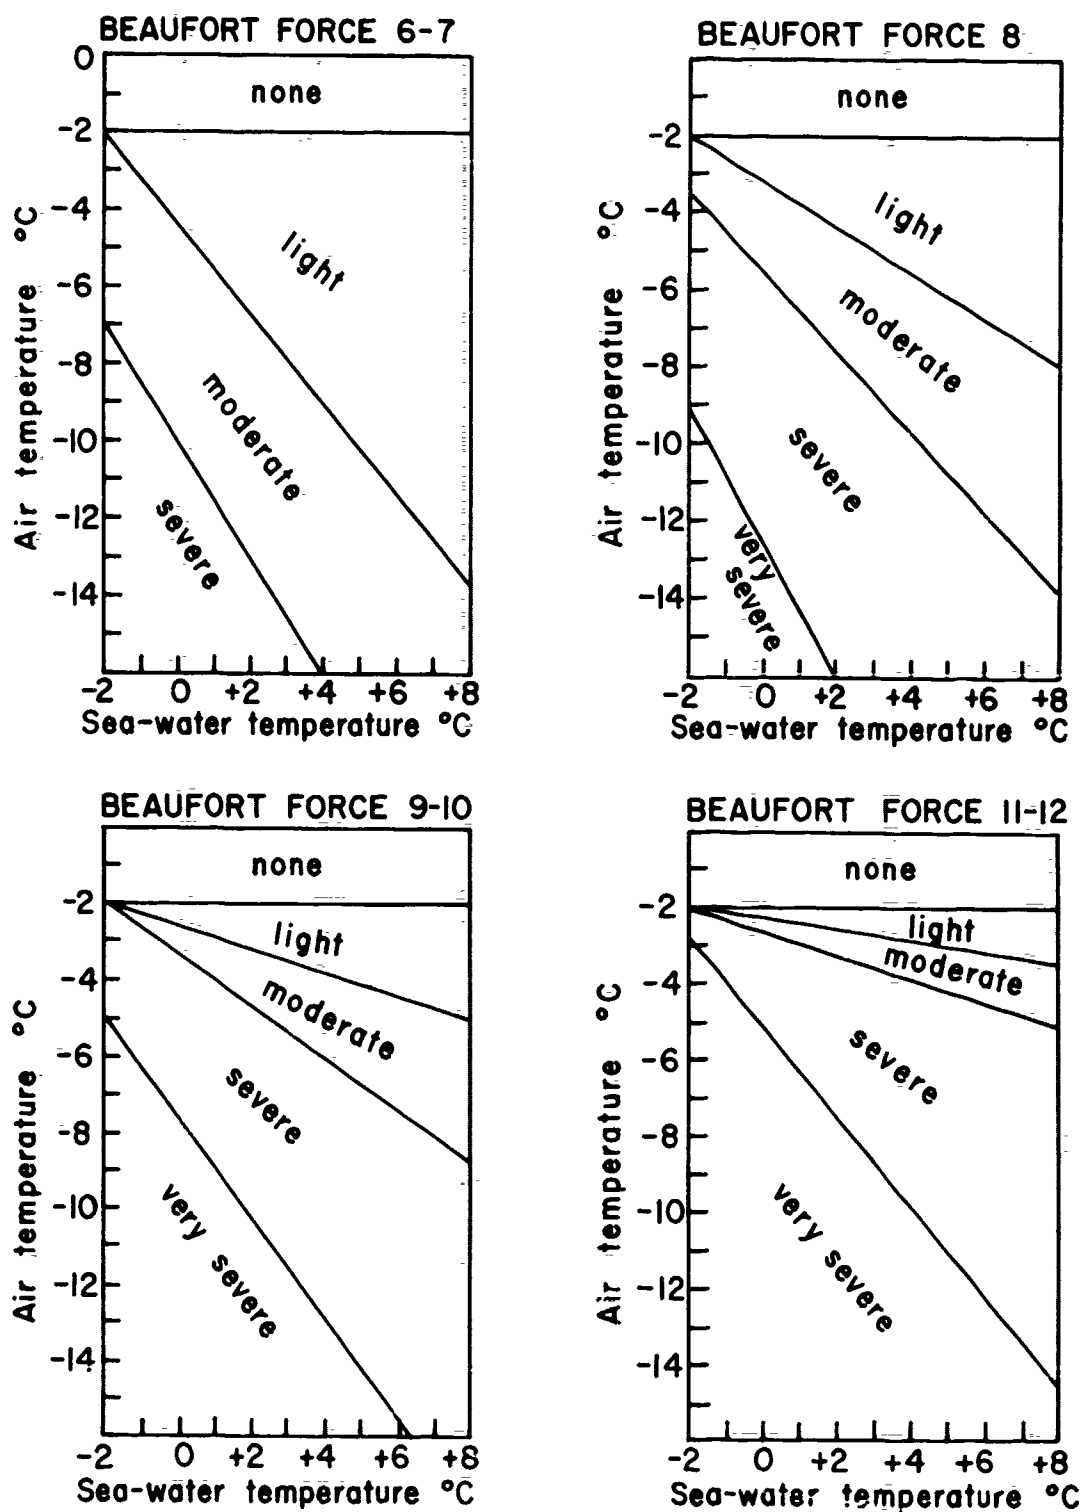 BEAUFORT FORCE 6-7
0
-2
-4
-6
-8
-10
-12
-14
Air temperature °C
none
light
moderate
severe
-2 0 +2 +4 +6 +8
Sea-water temperature °C
BEAUFORT FORCE 8
-2
-4
-6
-8
-10
-12
-14
Air temperature °C
none
light
moderate
severe
very
severe
-2 0 +2 +4 +6 +8
Sea-water temperature °C
BEAUFORT FORCE 9-10
-2
-4
-6
-8
-10
-12
-14
Air temperature °C
none
light
moderate
severe
very severe
-2 0 +2 +4 +6 +8
Sea-water temperature °C
BEAUFORT FORCE 11-12
-2
-4
-6
-8
-10
-12
-14
Air temperature °C
none
light
moderate
severe
very severe
-2 0 +2 +4 +6 +8
Sea-water temperature °C